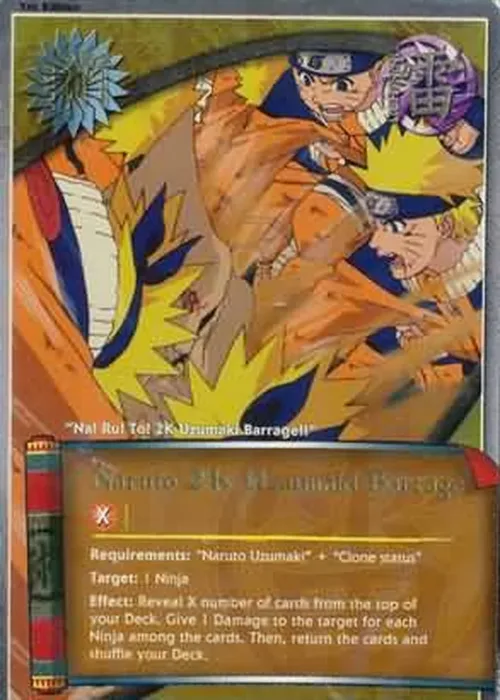 1st Edition
雷
"Na! Ru! To! 2K Uzumaki Barrage!!"
Naruto 2K Uzumaki Barrage
X
Requirements: "Naruto Uzumaki" + "Clone status"
Target: 1 Ninja
Effect: Reveal X number of cards from the top of
your Deck. Give 1 Damage to the target for each
Ninja among the cards. Then, return the cards and
shuffle your Deck.